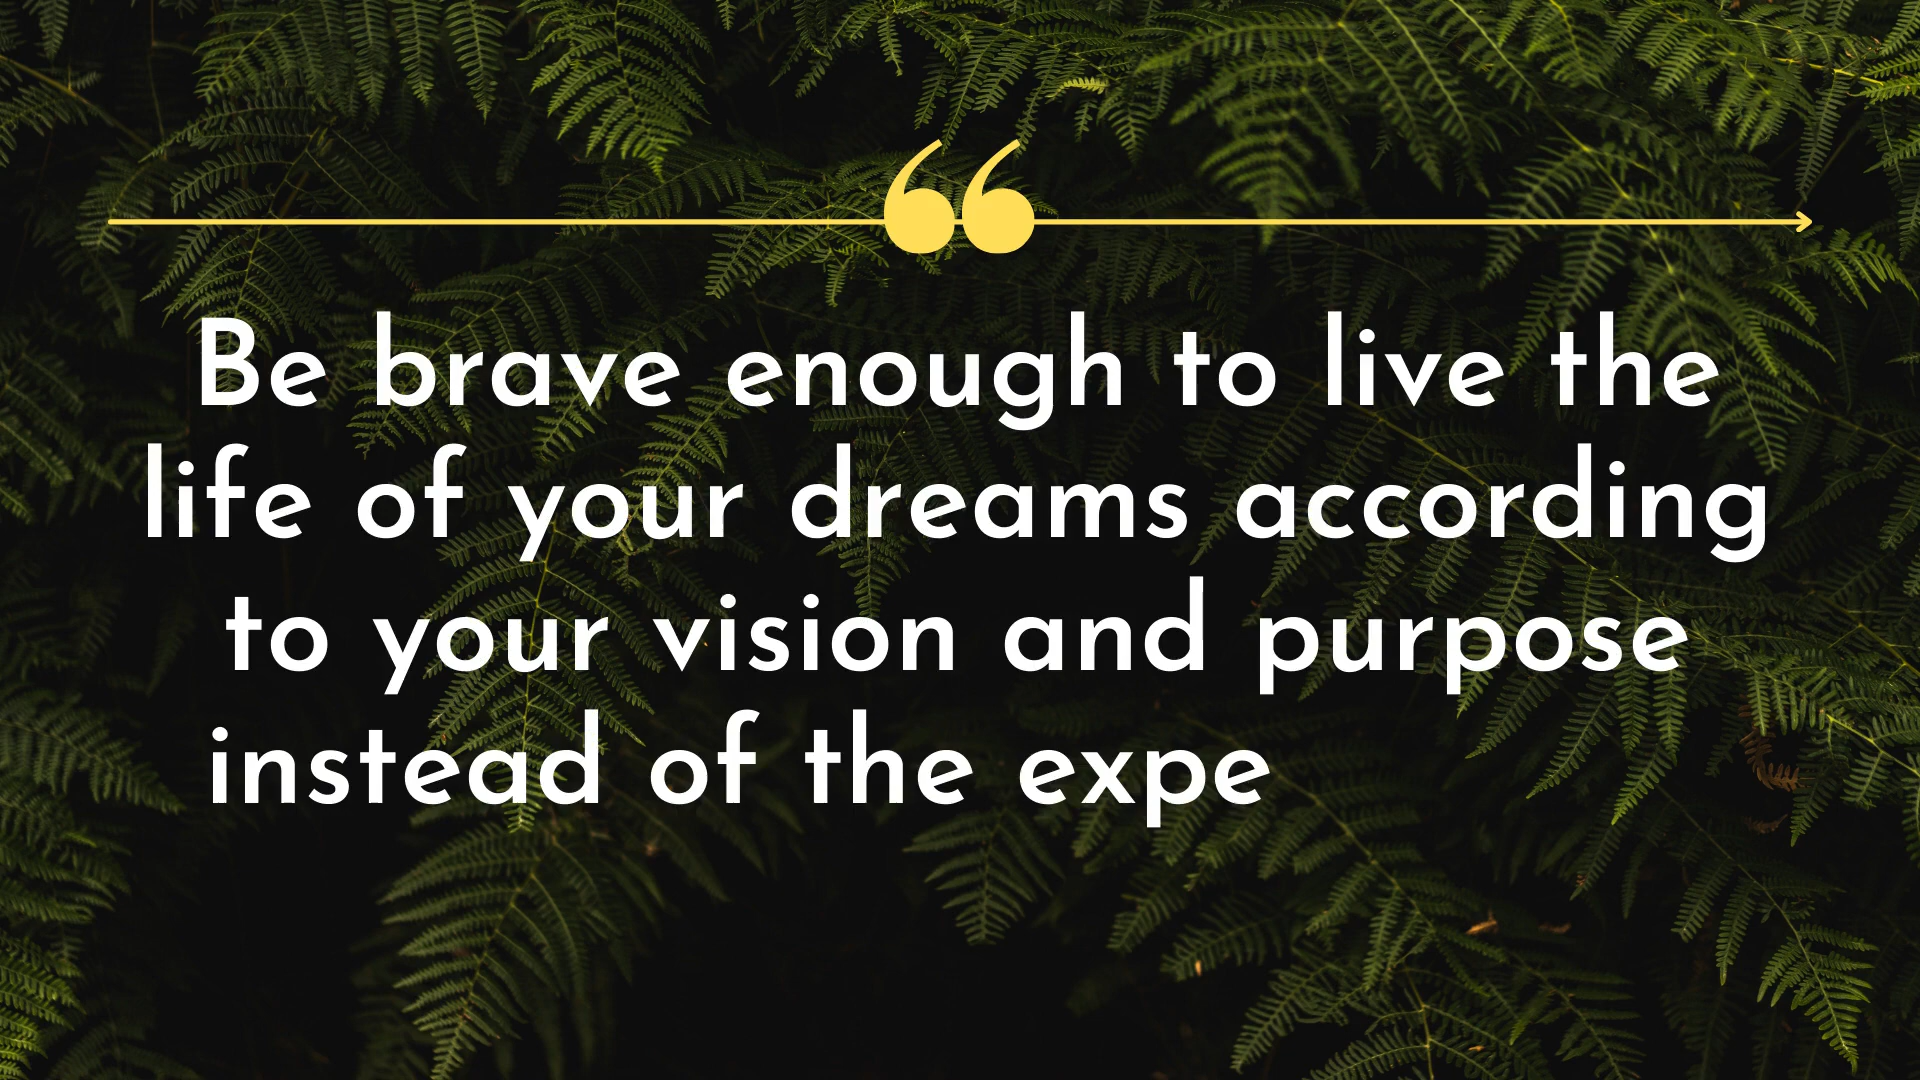 Be brave enough to live the
life of your dreams according
to your vision and purpose
instead of the expe